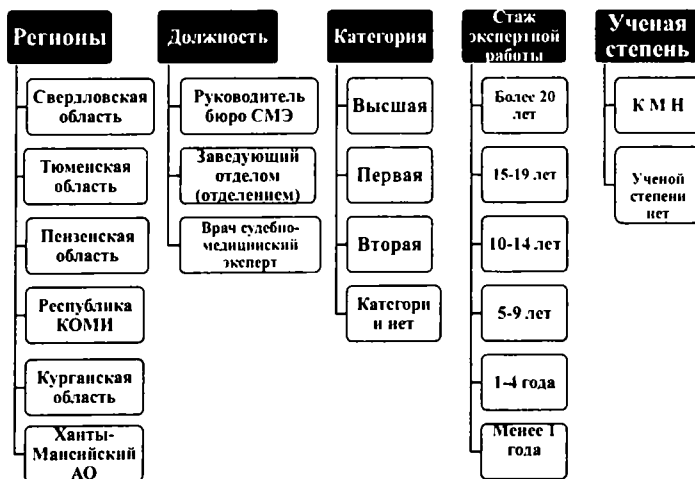 Регионы
Свердловская
область
Тюменская
область
Пензенская
область
Республика
КОМИ
Курганская
область
Ханты-
Мансийский
АО
Должность
Руководитель
бюро СМЭ
Заведующий
отделом
(отделением)
Врач судебно-
медицинский
эксперт
Категория
Высшая
Первая
Вторая
Категори
и нет
Стаж
экспертной
работы
Более 20
лет
15-19 лет
10-14 лет
5-9 лет
1-4 года
Менее 1
года
Ученая
степень
К М Н
Ученой
степени
нет